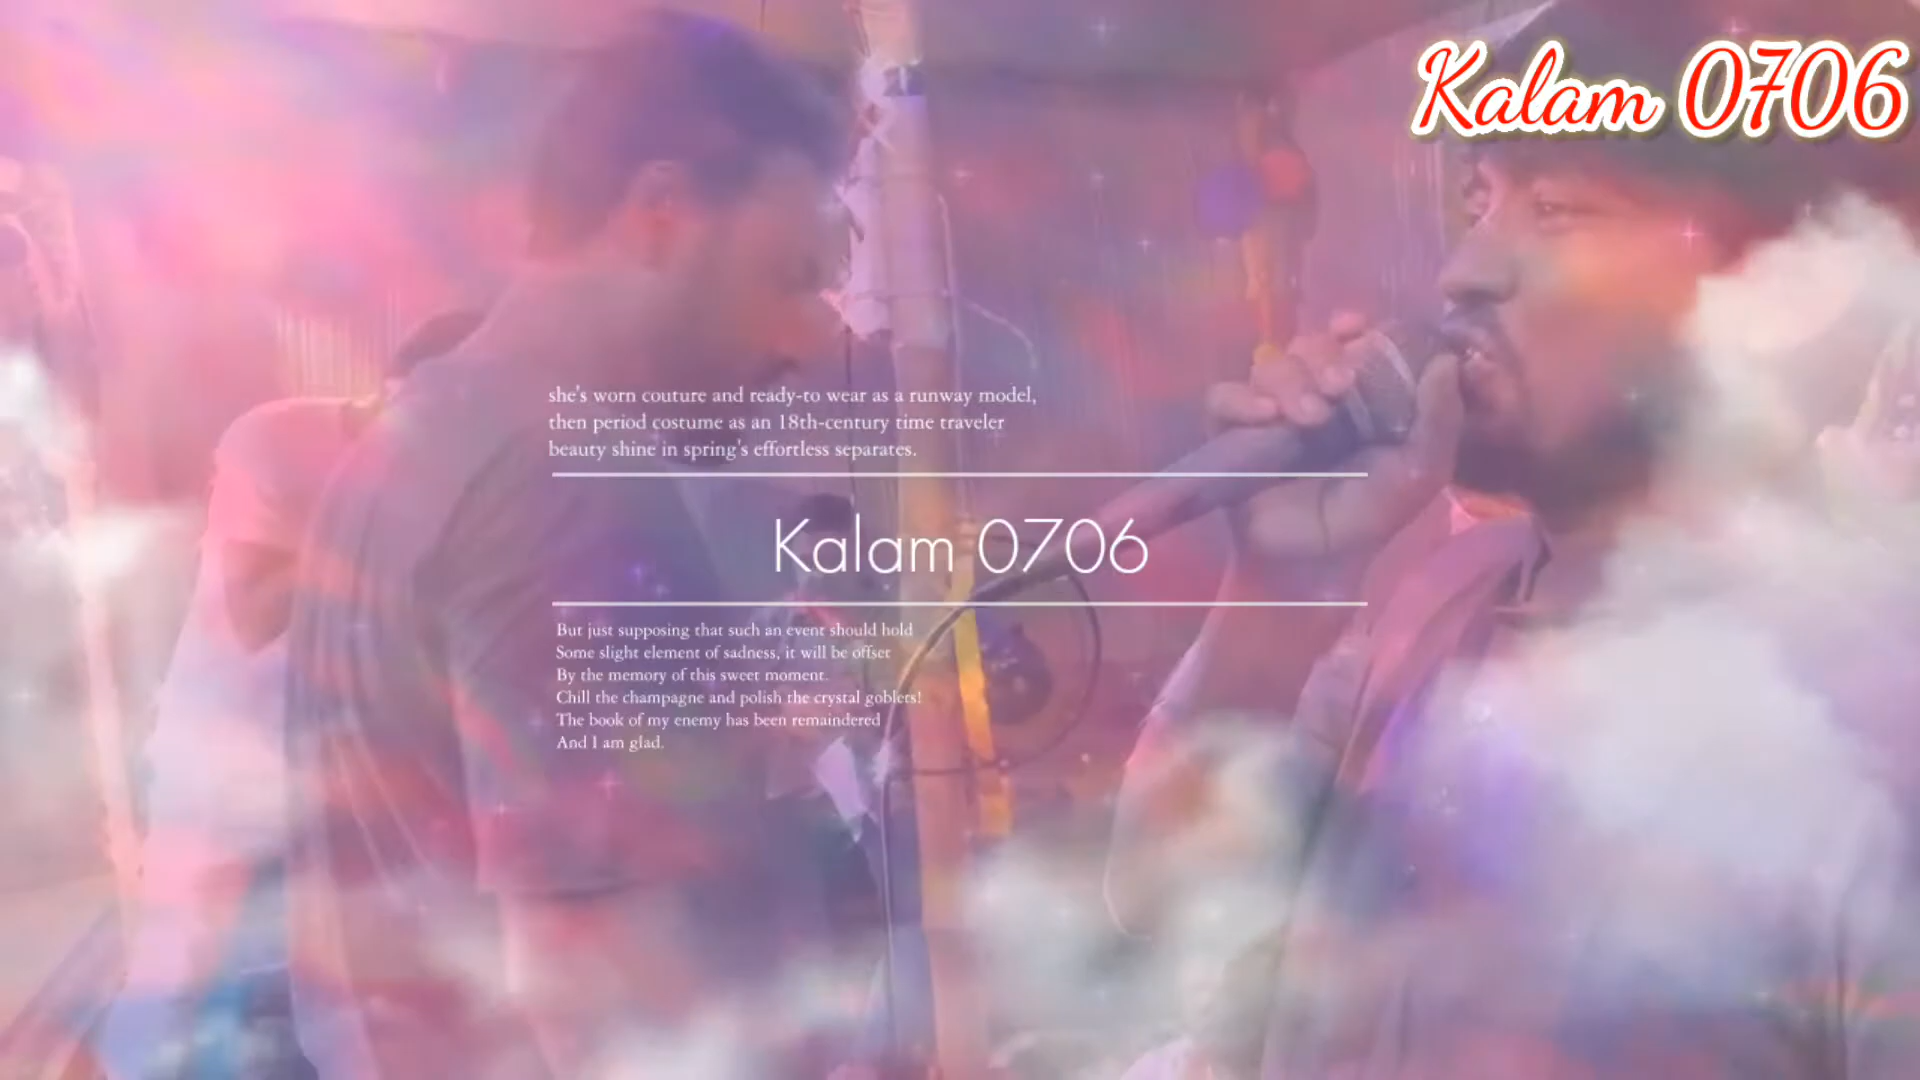 Kalam 0706
she's worn couture and ready-to wear as a runway model,
then period costume as an 18th-century time traveler
beauty shine in spring's effortless separates.
Kalam 0706
But just supposing that such an event should hold
Some slight element of sadness, it will be offset
By the memory of this sweet moment.
Chill the champagne and polish the crystal goblets!
The book of my enemy has been remaindered
And I am glad.